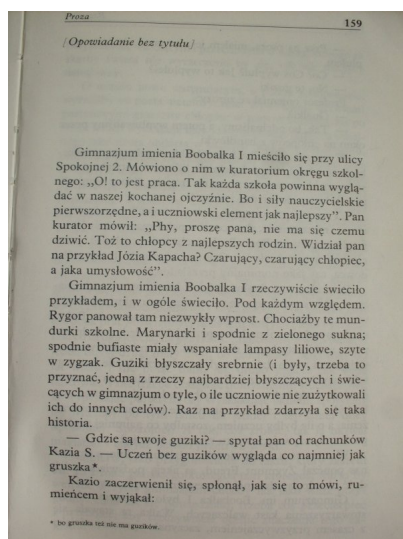 Proza
159
[Opowiadanie bez tytułu]
Gimnazjum imienia Boobalka I mieściło się przy ulicy
Spokojnej 2. Mówiono o nim w kuratorium okręgu szkol-
nego: „O! to jest praca. Tak każda szkoła powinna wyglą-
dać w naszej kochanej ojczyźnie. Bo i siły nauczycielskie
pierwszorzędne, a i uczniowski element jak najlepszy". Pan
kurator mówił: „Phy, proszę pana, nie ma się czemu
dziwić. Toż to chłopcy z najlepszych rodzin. Widział pan
na przykład Józia Kapacha? Czarujący, czarujący chłopiec,
a jaka umysłowość".
Gimnazjum imienia Boobalka I rzeczywiście świeciło
przykładem, i w ogóle świeciło. Pod każdym względem.
Rygor panował tam niezwykły wprost. Chociażby te mun-
durki szkolne. Marynarki i spodnie z zielonego sukna;
spodnie bufiaste miały wspaniałe lampasy liliowe, szyte
w zygzak. Guziki błyszczały srebrnie (i były, trzeba to
przyznać, jedną z rzeczy najbardziej błyszczących i świe-
cących w gimnazjum o tyle, o ile uczniowie nie zużytkowali
ich do innych celów). Raz na przykład zdarzyła się taka
historia.
— Gdzie są twoje guziki? — spytał pan od rachunków
Kazia S. — Uczeń bez guzików wygląda co najmniej jak
gruszka*.
Kazio zaczerwienił się, spłonął, jak się to mówi, ru-
mieńcem i wyjąkał:
* bo gruszka też nie ma guzików.